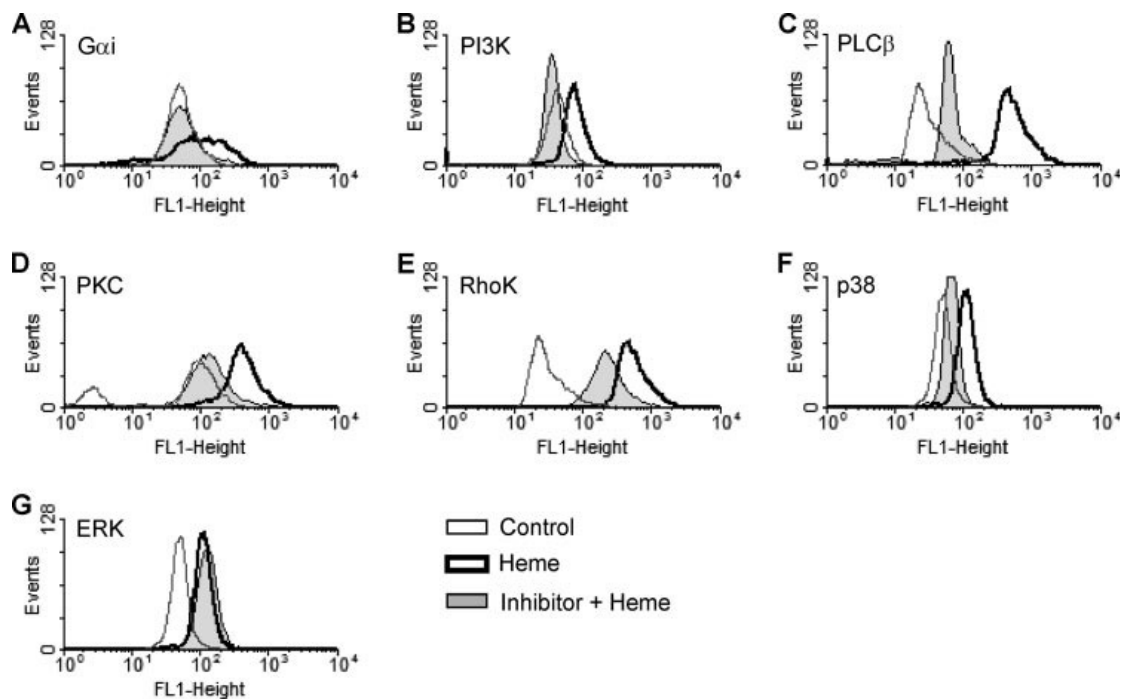 A
Gαi
128
Events
0
10⁰ 10¹ 10² 10³ 10⁴
FL1-Height
B
PI3K
128
Events
0
10⁰ 10¹ 10² 10³ 10⁴
FL1-Height
C
PLCβ
128
Events
0
10⁰ 10¹ 10² 10³ 10⁴
FL1-Height
D
PKC
128
Events
0
10⁰ 10¹ 10² 10³ 10⁴
FL1-Height
E
RhoK
128
Events
0
10⁰ 10¹ 10² 10³ 10⁴
FL1-Height
F
p38
128
Events
0
10⁰ 10¹ 10² 10³ 10⁴
FL1-Height
G
ERK
128
Events
0
10⁰ 10¹ 10² 10³ 10⁴
FL1-Height
Control
Heme
Inhibitor + Heme